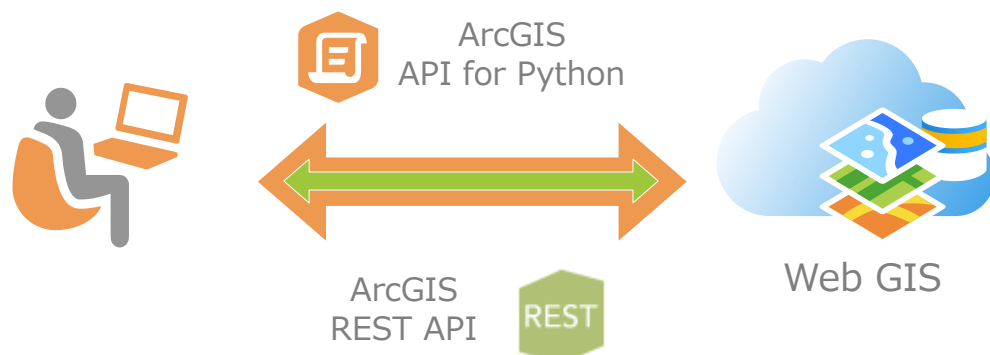 ArcGIS
API for Python
Web GIS
ArcGIS
REST API
REST